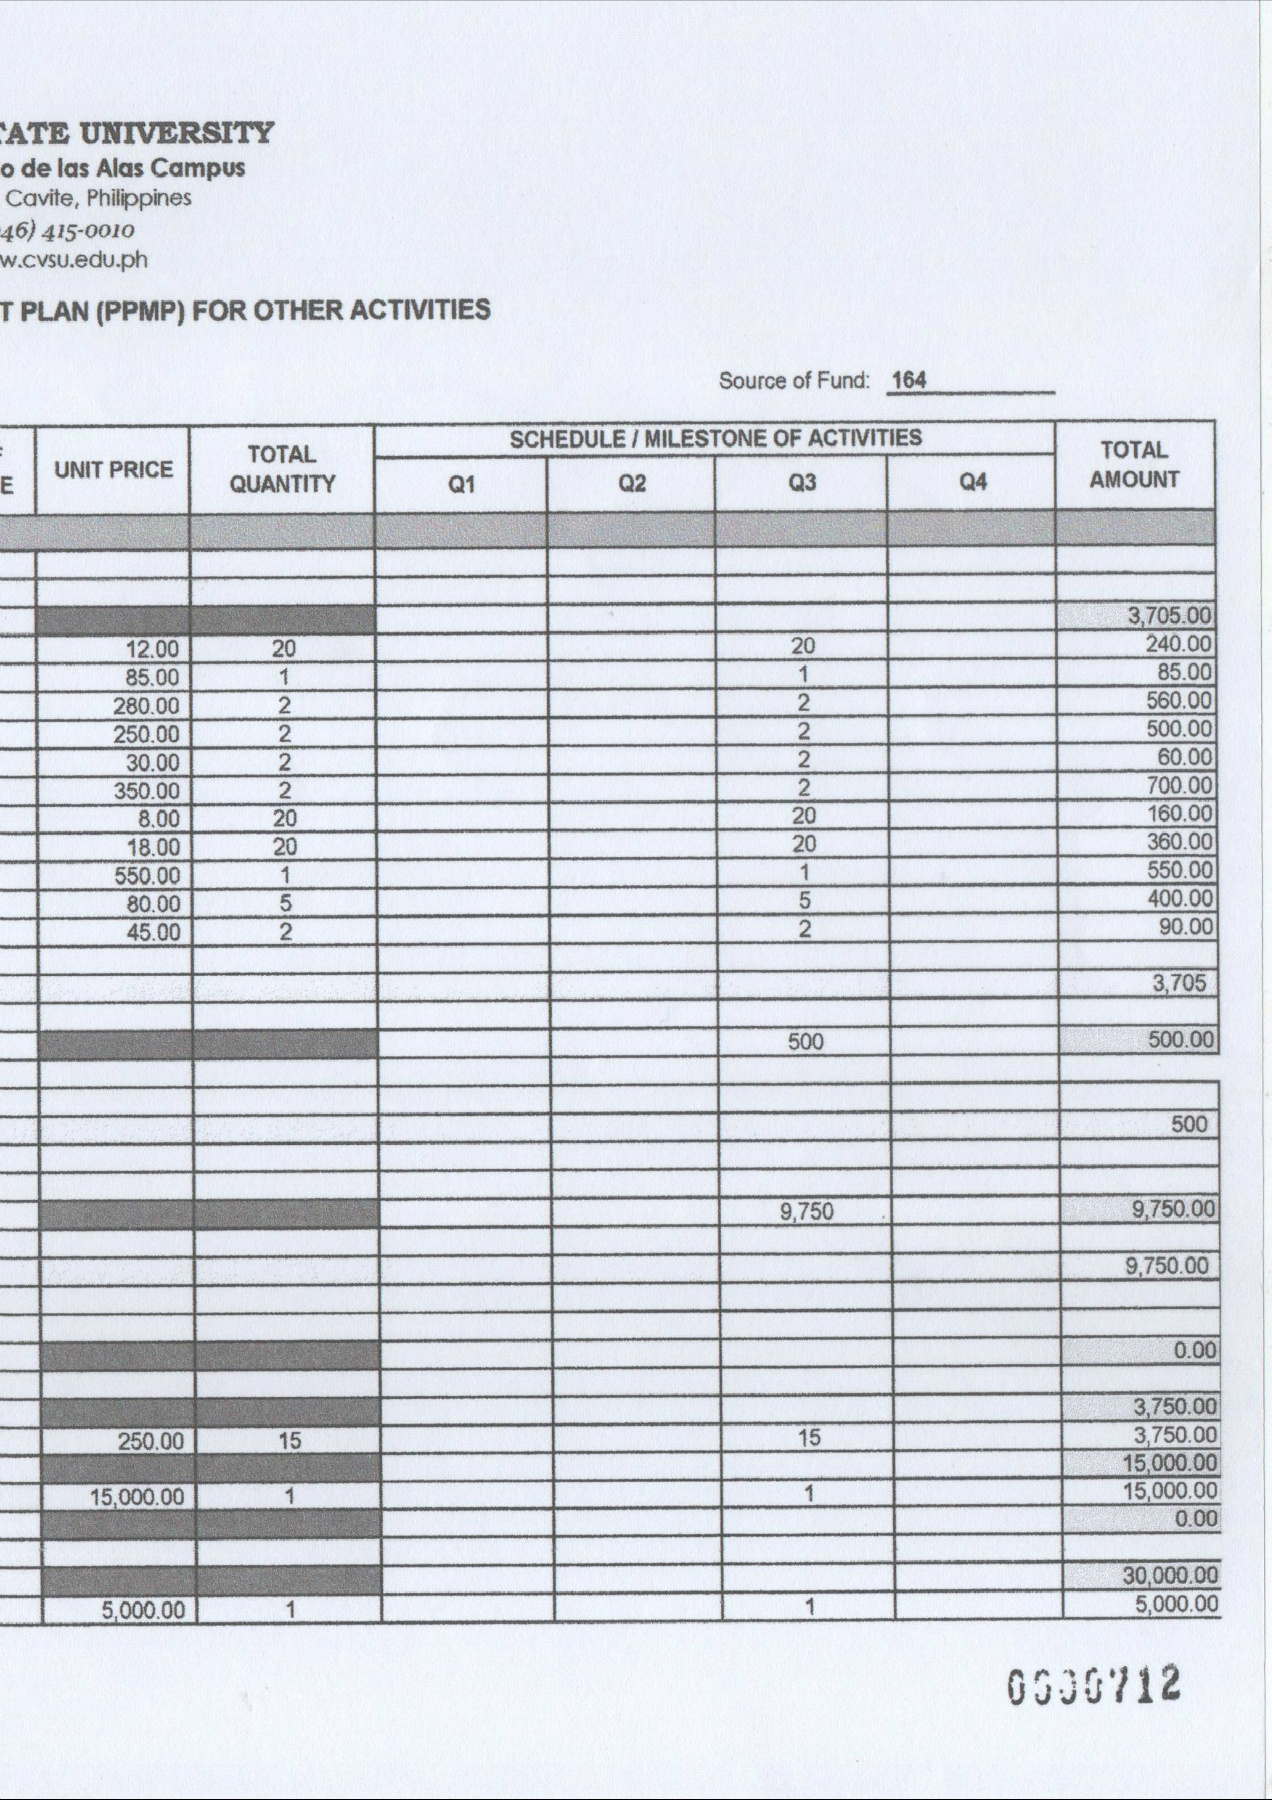 TATE UNIVERSITY
o de las Alas Campus
Cavite, Philippines
46) 415-0010
w.cvsu.edu.ph
T PLAN (PPMP) FOR OTHER ACTIVITIES
Source of Fund: 164
E UNIT PRICE TOTAL QUANTITY SCHEDULE / MILESTONE OF ACTIVITIES TOTAL AMOUNT
Q1 Q2 Q3 Q4
3,705.00
12.00 20 20 240.00
85.00 1 1 85.00
280.00 2 2 560.00
250.00 2 2 500.00
30.00 2 2 60.00
350.00 2 2 700.00
8.00 20 20 160.00
18.00 20 20 360.00
550.00 1 1 550.00
80.00 5 5 400.00
45.00 2 2 90.00
3,705
500 500.00
500
9,750 9,750.00
9,750.00
0.00
3,750.00
250.00 15 15 3,750.00
15,000.00
15,000.00 1 1 15,000.00
0.00
30,000.00
5,000.00 1 1 5,000.00
0000712